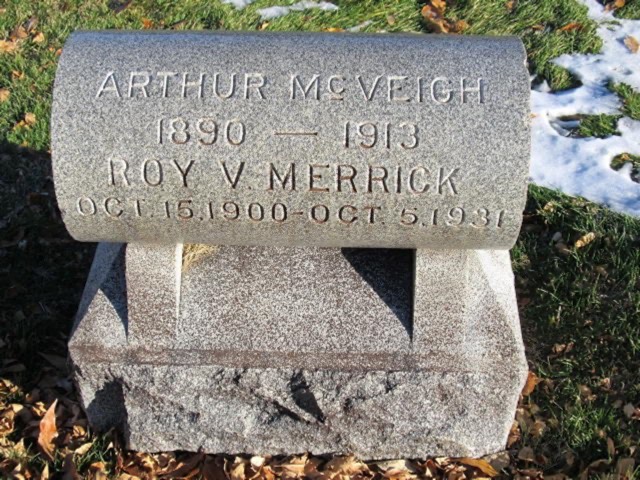 ARTHUR McVEIGH
1890 — 1913
ROY V. MERRICK
OCT. 15, 1900 - OCT. 5, 1931